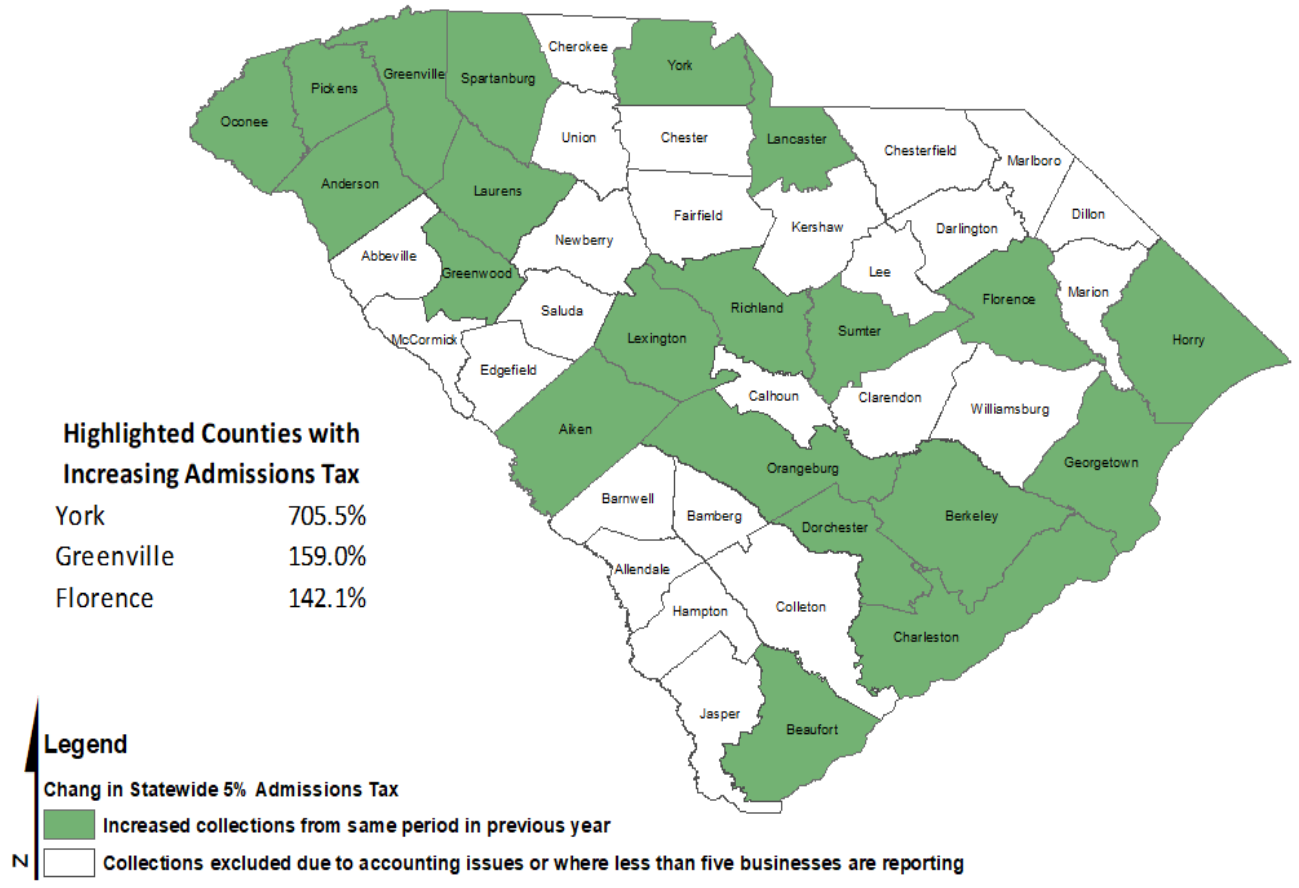 Cherokee
York
Greenville
Spartanburg
Pickens
Oconee
Union
Chester
Lancaster
Chesterfield
Marlboro
Anderson
Laurens
Fairfield
Kershaw
Darlington
Dillon
Newberry
Abbeville
Greenwood
Lee
Marion
Saluda
Richland
Sumter
Florence
Horry
McCormick
Lexington
Edgefield
Calhoun
Clarendon
Williamsburg
Aiken
Orangeburg
Georgetown
Barnwell
Bamberg
Dorchester
Berkeley
Allendale
Hampton
Colleton
Charleston
Jasper
Beaufort
Highlighted Counties with
Increasing Admissions Tax
York 705.5%
Greenville 159.0%
Florence 142.1%
Legend
Chang in Statewide 5% Admissions Tax
Increased collections from same period in previous year
N
Collections excluded due to accounting issues or where less than five businesses are reporting